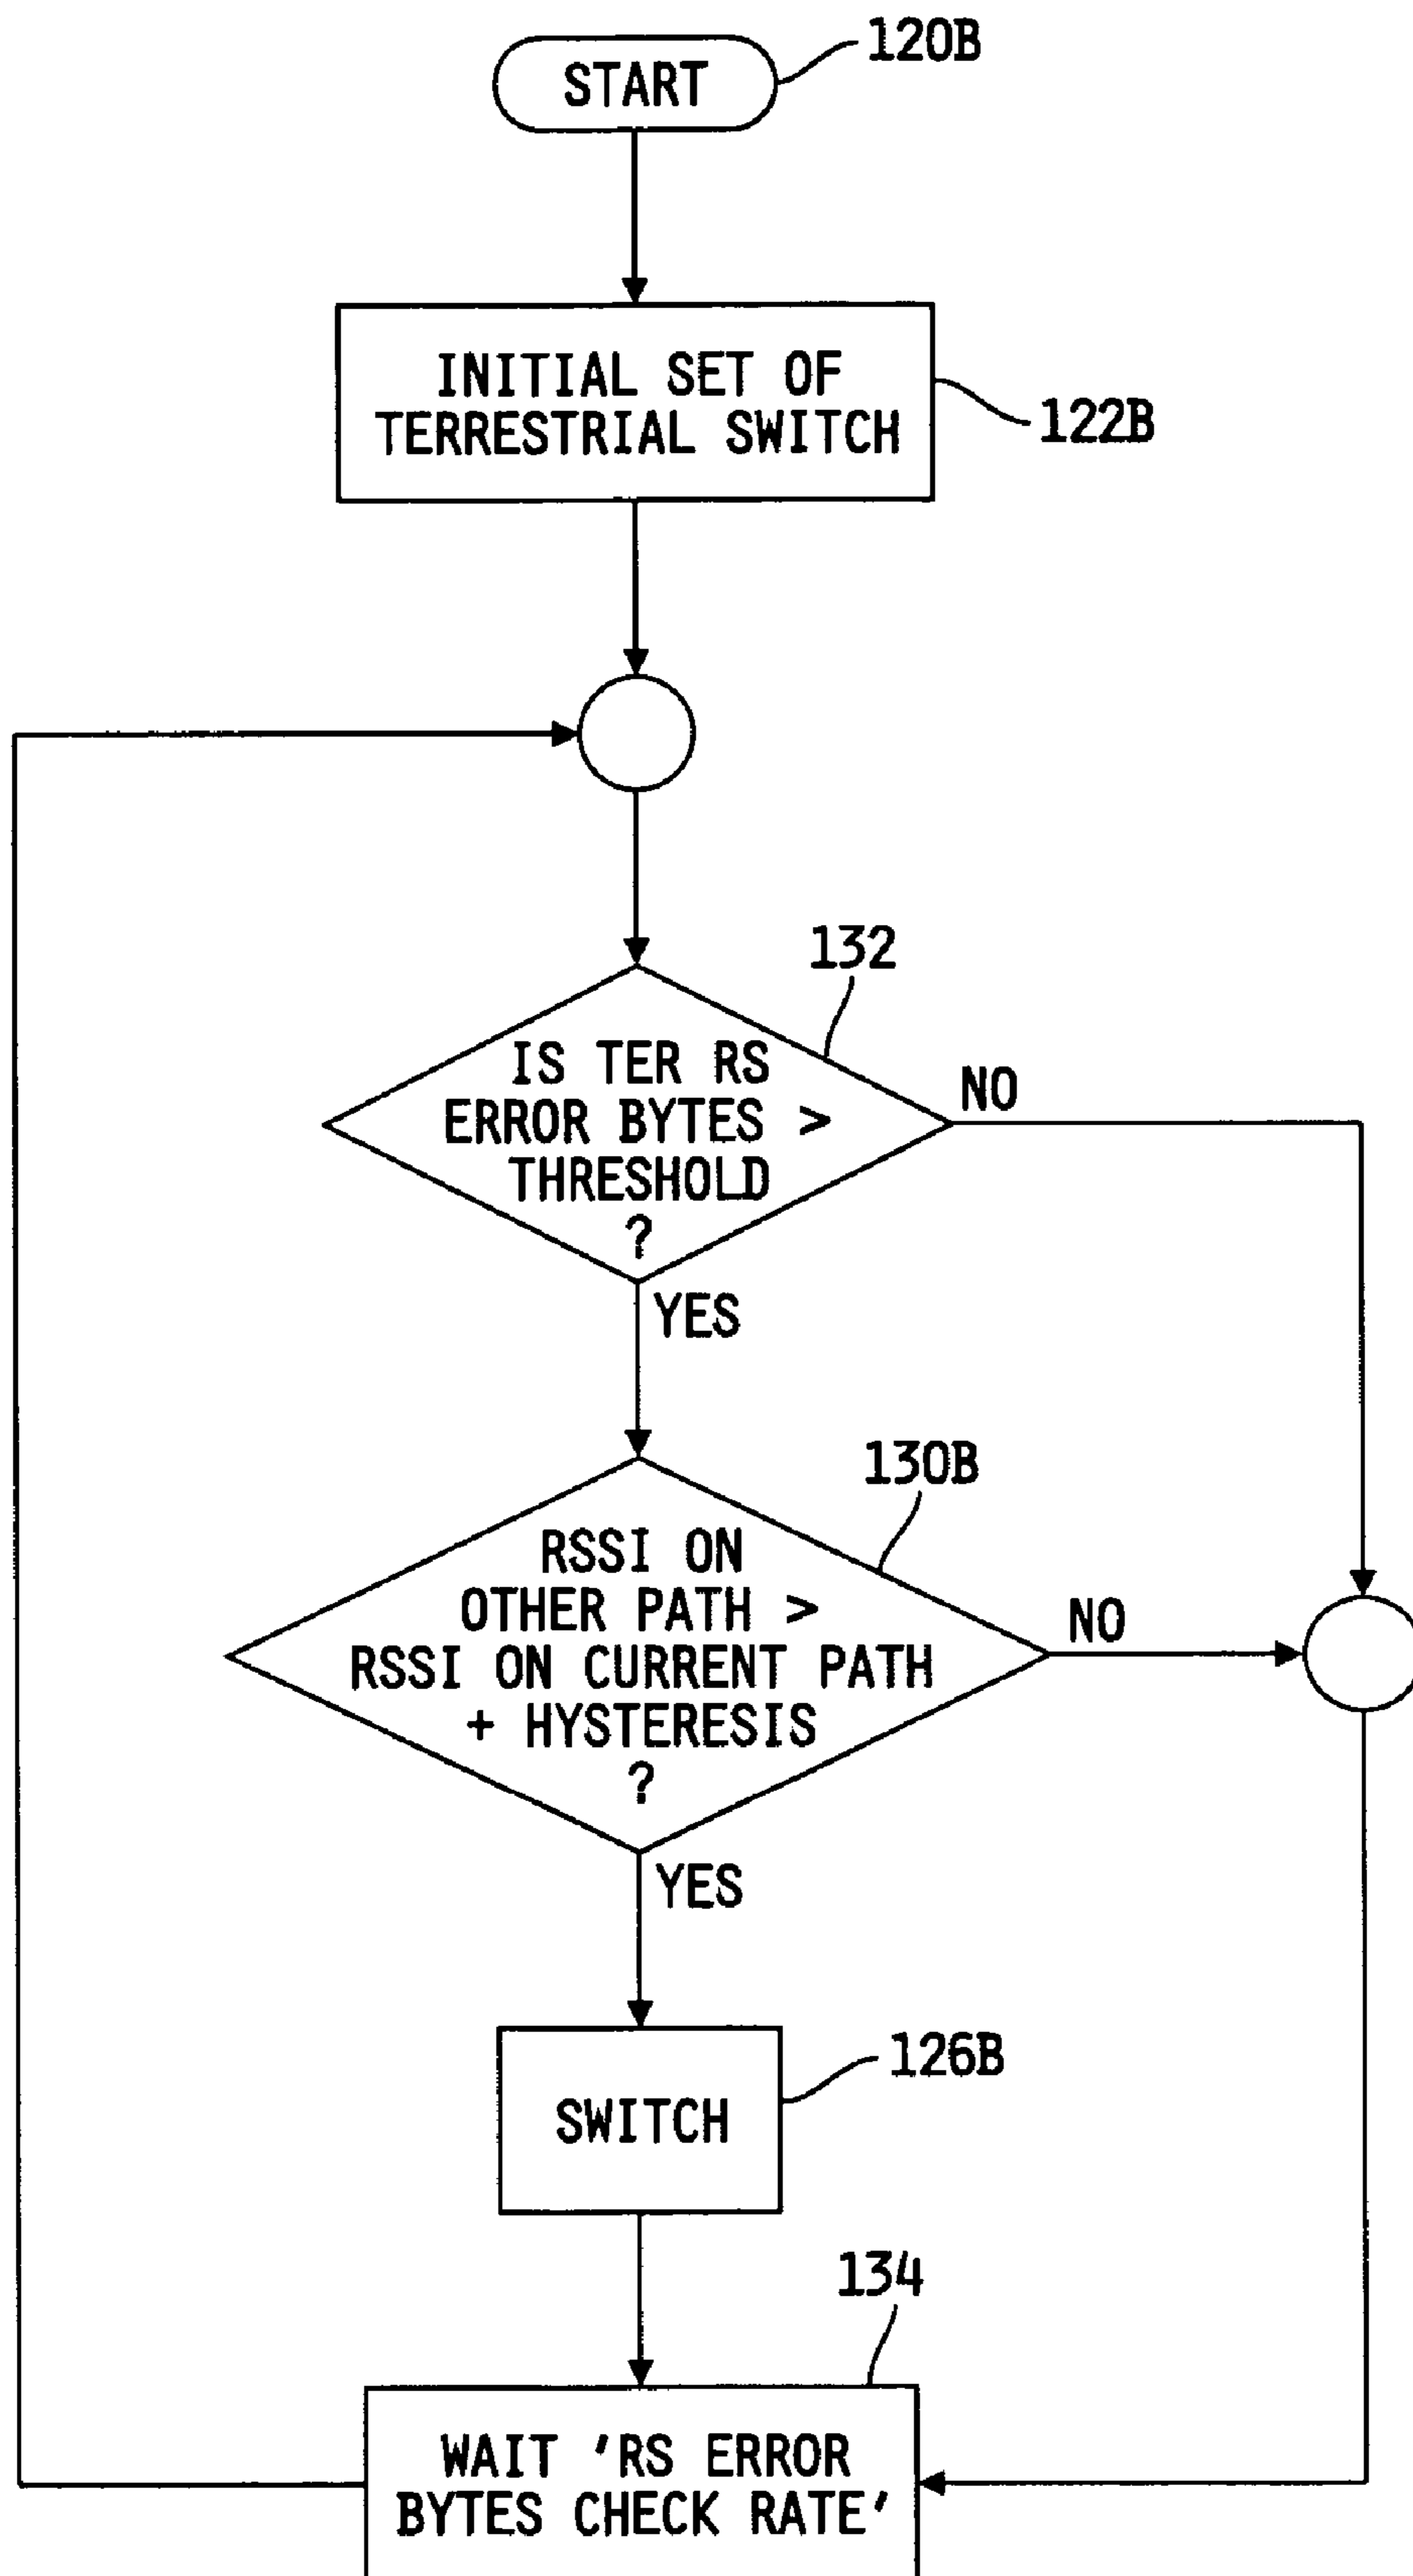 START
120B
INITIAL SET OF
TERRESTRIAL SWITCH
122B
132
IS TER RS
ERROR BYTES >
THRESHOLD
?
NO
YES
130B
RSSI ON
OTHER PATH >
RSSI ON CURRENT PATH
+ HYSTERESIS
?
NO
YES
126B
SWITCH
134
WAIT 'RS ERROR
BYTES CHECK RATE'